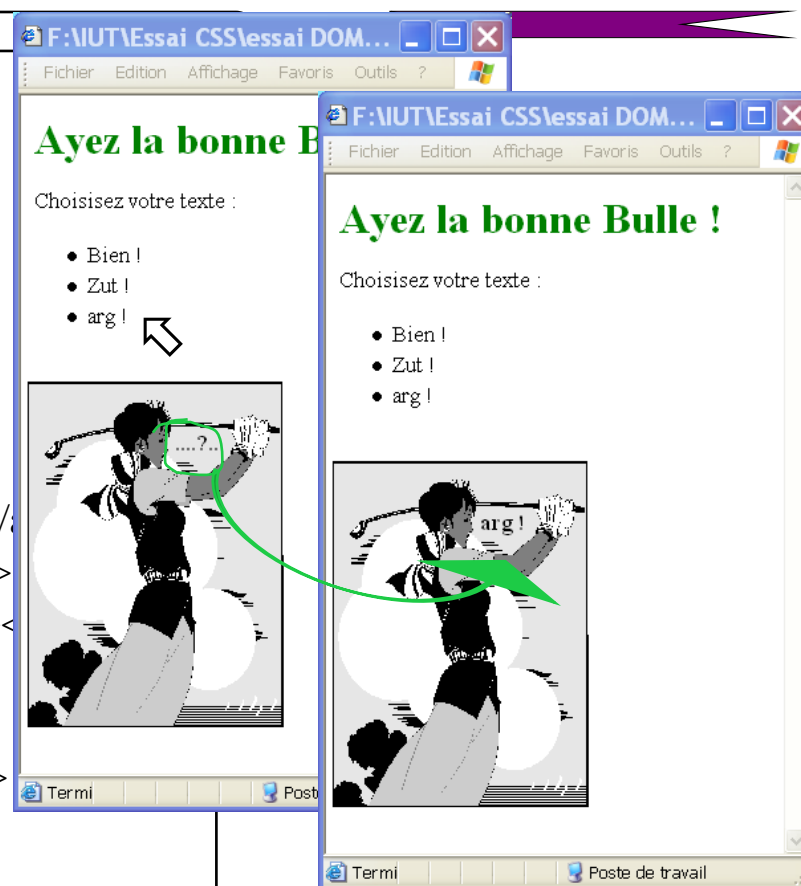 F:\IUT\Essai CSS\essai DOM...
Fichier Edition Affichage Favoris Outils ?
Ayez la bonne B
Choisisez votre texte :
• Bien !
• Zut !
• arg !
....?..
Termi
Post
F:\IUT\Essai CSS\essai DOM...
Fichier Edition Affichage Favoris Outils ?
Ayez la bonne Bulle !
Choisisez votre texte :
• Bien !
• Zut !
• arg !
arg !
Termi
Poste de travail
>
<
>